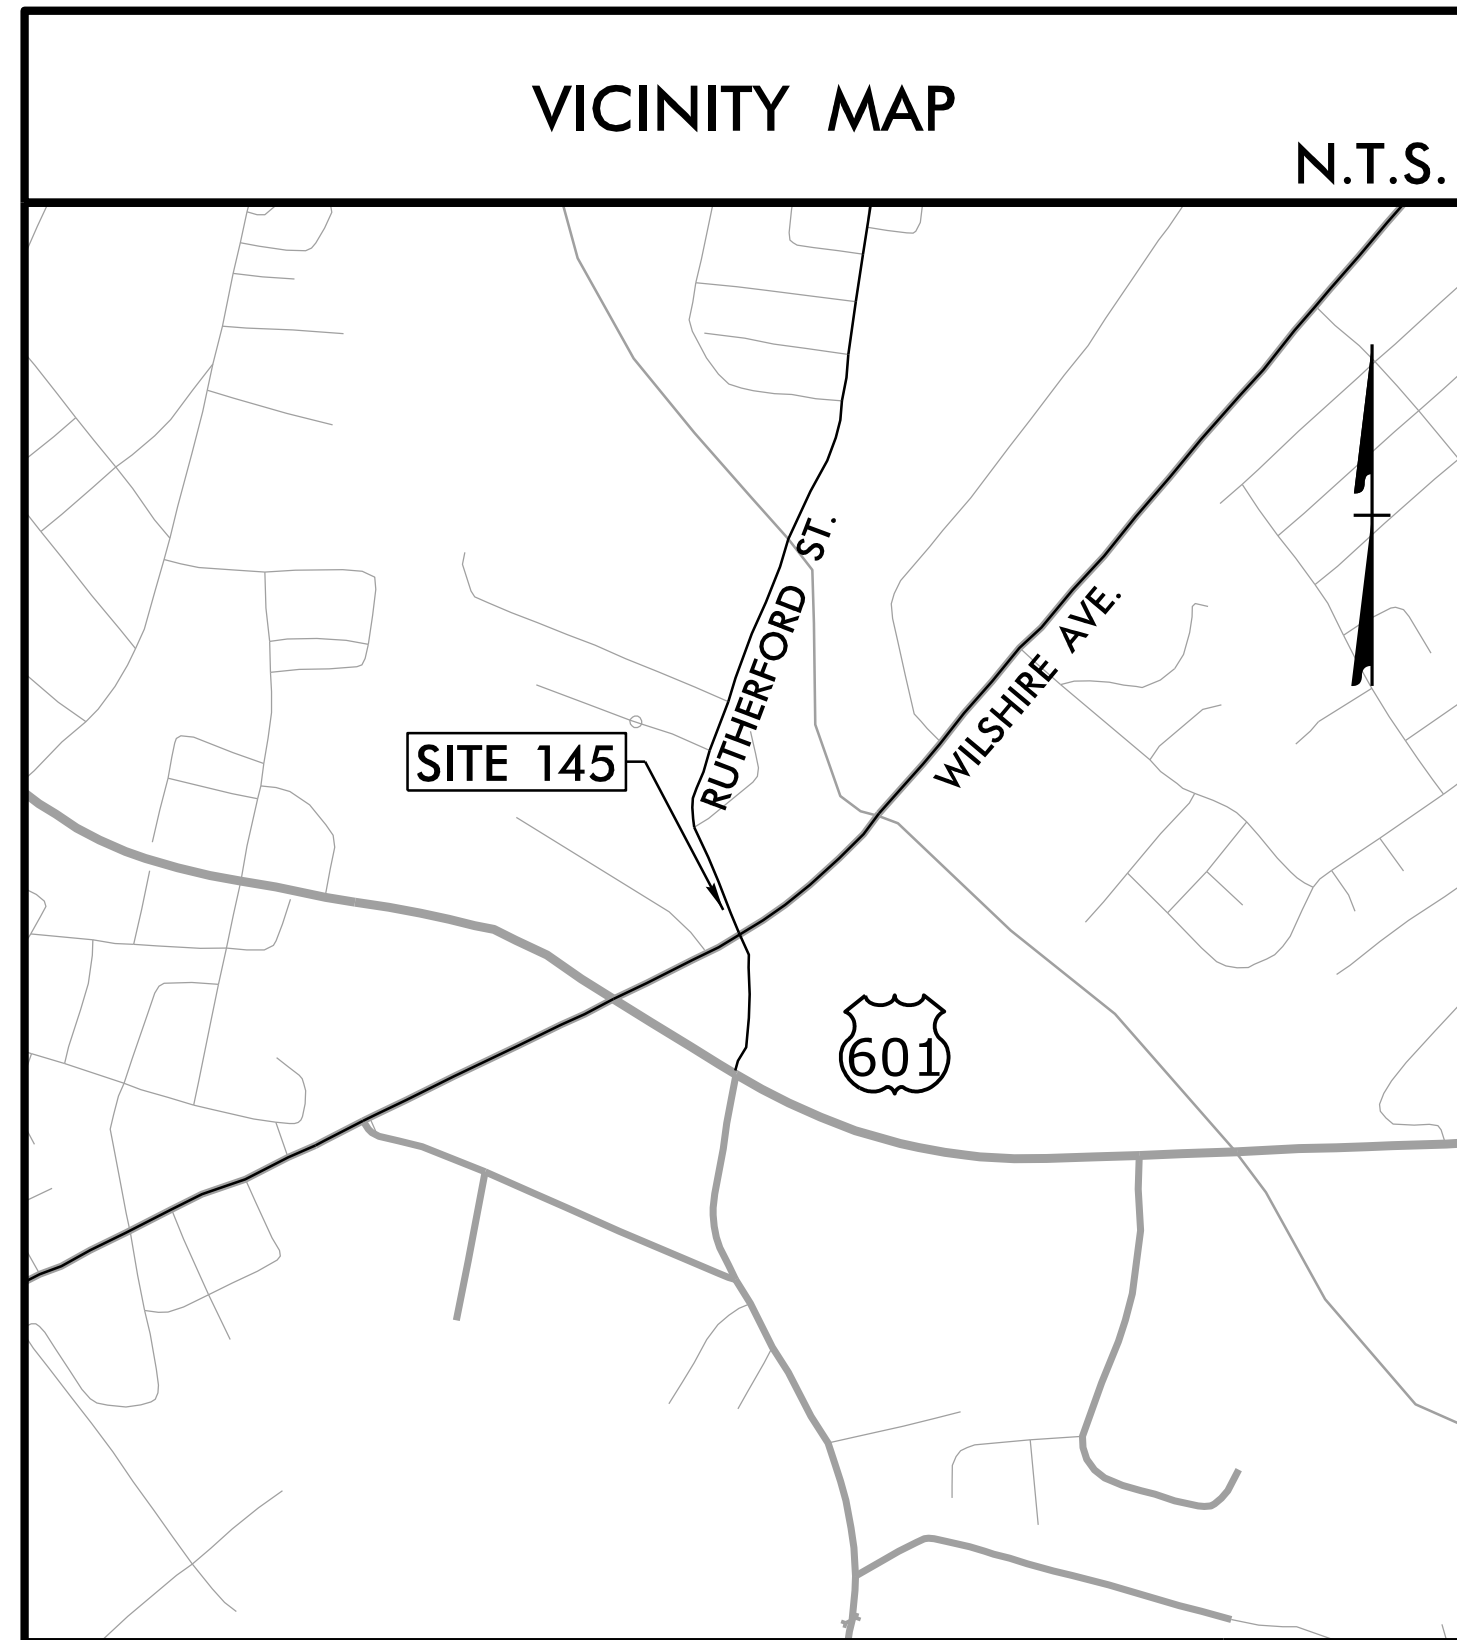 VICINITY MAP
N.T.S.
RUTHERFORD ST.
WILSHIRE AVE.
SITE 145
601